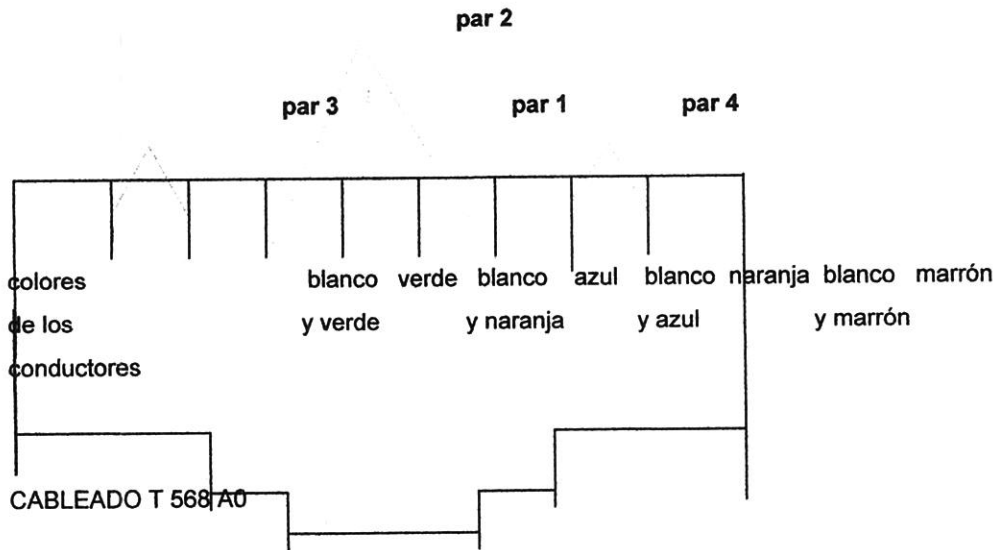 par 2
par 3 par 1 par 4
colores blanco verde blanco azul blanco naranja blanco marrón
de los y verde y naranja y azul y marrón
conductores
CABLEADO T 568 A0